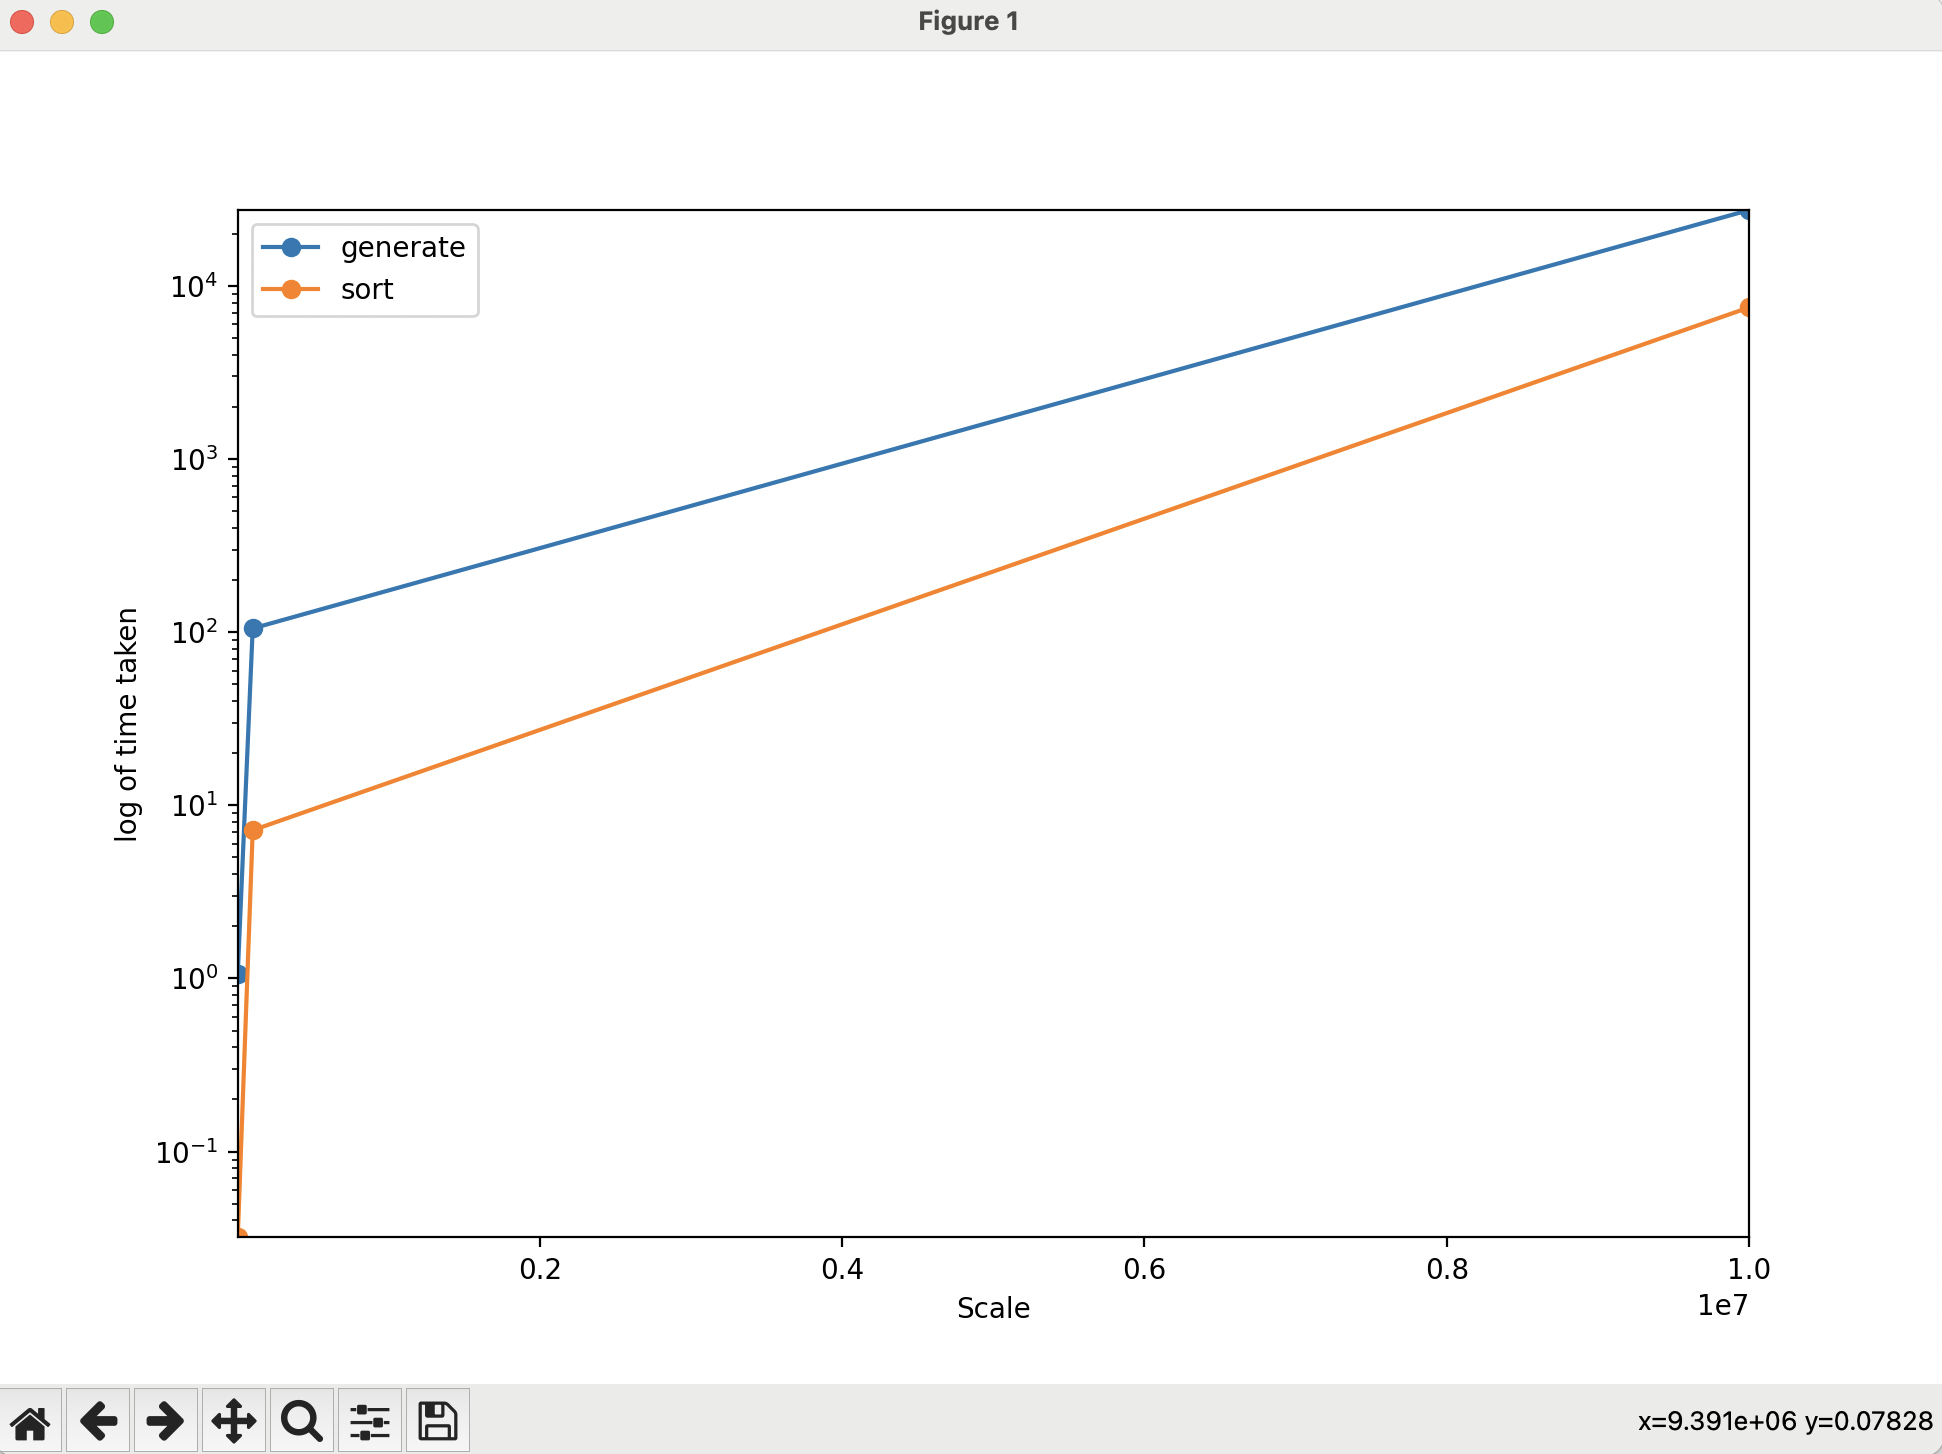 Figure 1
generate
sort
10⁴
10³
10²
10¹
10⁰
10⁻¹
log of time taken
0.2 0.4 0.6 0.8 1.0
Scale
1e7
x=9.391e+06 y=0.07828